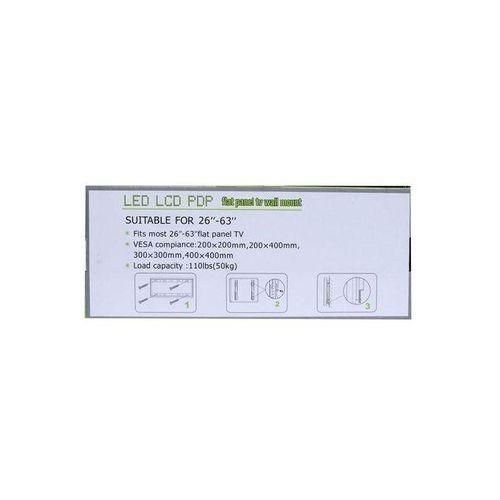 LED LCD PDP flat panel tv wall mount
SUITABLE FOR 26"-63"
* Fits most 26"-63"flat panel TV
* VESA compiance:200×200mm,200×400mm,
300×300mm,400×400mm
* Load capacity :110lbs(50kg)
1 2 3